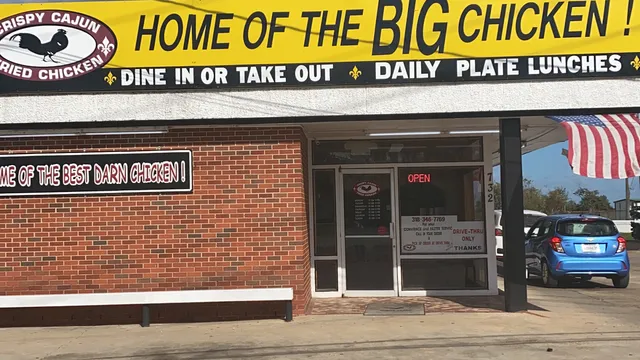 CRISPY CAJUN
FRIED CHICKEN
HOME OF THE BIG CHICKEN !
DINE IN OR TAKE OUT DAILY PLATE LUNCHES
ME OF THE BEST DARN CHICKEN !
OPEN
732
DRIVE-THRU
ONLY
THANKS